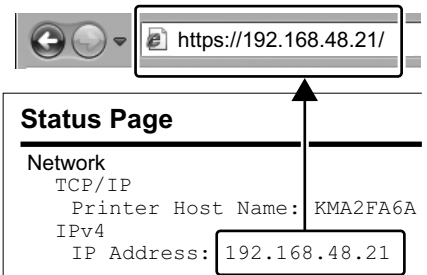 https://192.168.48.21/
Status Page
Network
TCP/IP
Printer Host Name: KMA2FA6A
IPv4
IP Address: 192.168.48.21